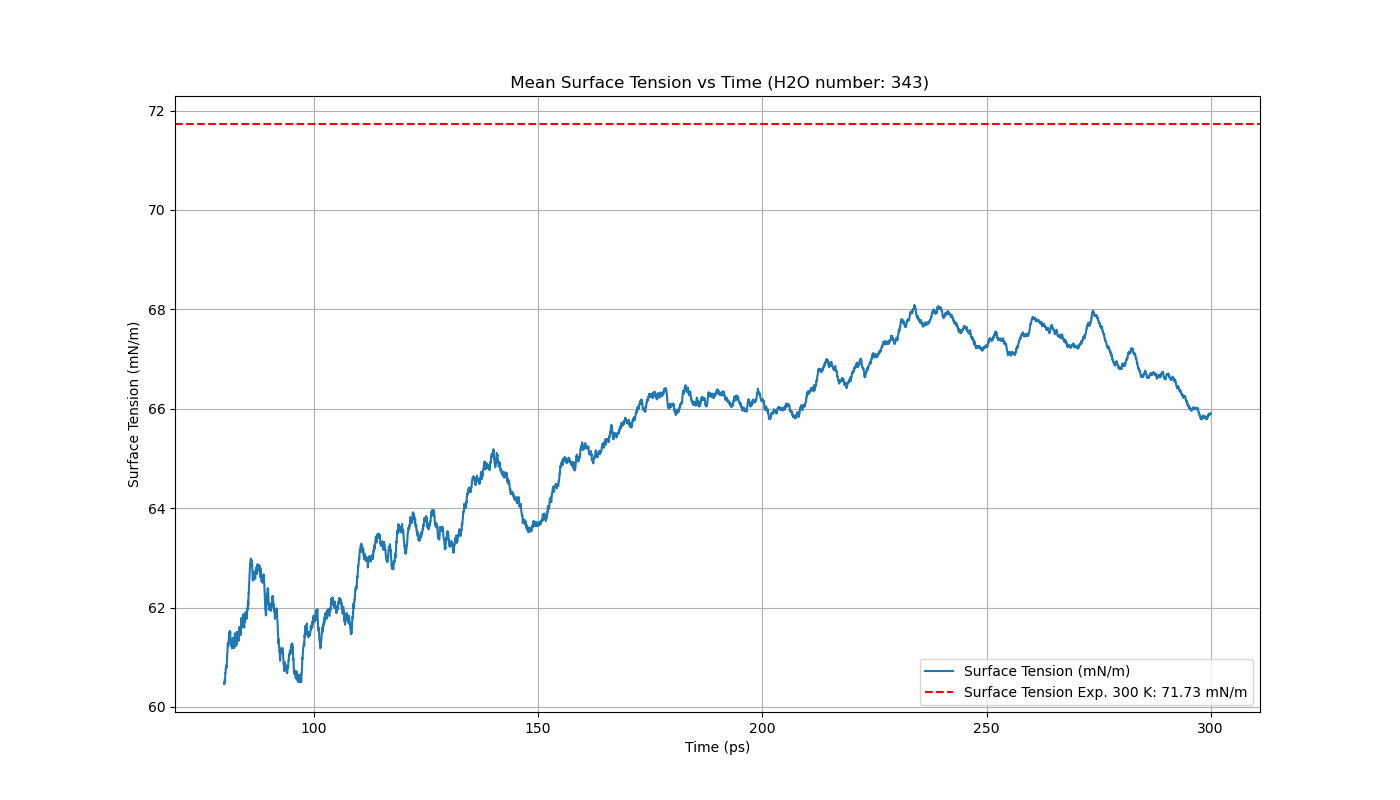 Mean Surface Tension vs Time (H2O number: 343)
72
70
68
66
64
62
60
Surface Tension (mN/m)
100
150
200
250
300
Time (ps)
Surface Tension (mN/m)
Surface Tension Exp. 300 K: 71.73 mN/m